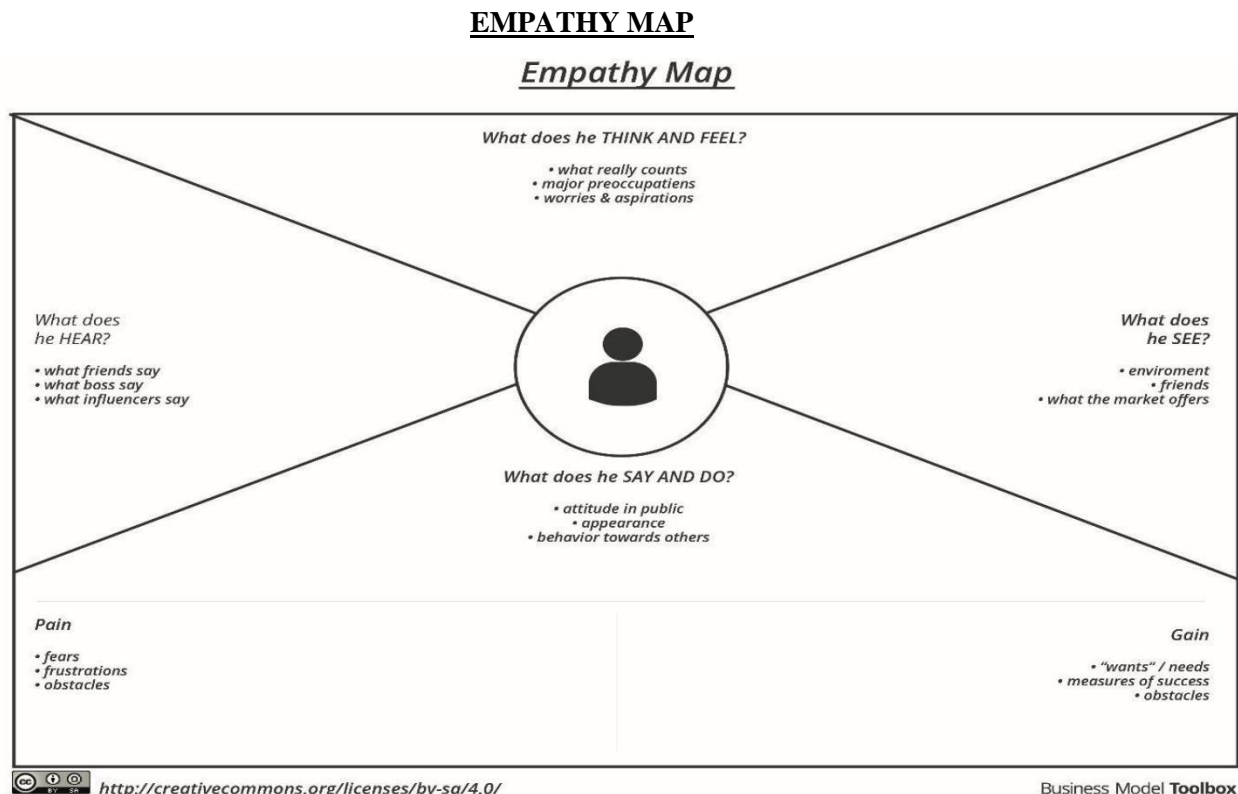 EMPATHY MAP
Empathy Map
What does he THINK AND FEEL?
• what really counts
• major preoccupatiens
• worries & aspirations
What does
he HEAR?
• what friends say
• what boss say
• what influencers say
What does
he SEE?
• enviroment
• friends
• what the market offers
What does he SAY AND DO?
• attitude in public
• appearance
• behavior towards others
Pain
• fears
• frustrations
• obstacles
Gain
• "wants" / needs
• measures of success
• obstacles
cc BY SA
http://creativecommons.org/licenses/by-sa/4.0/
Business Model Toolbox